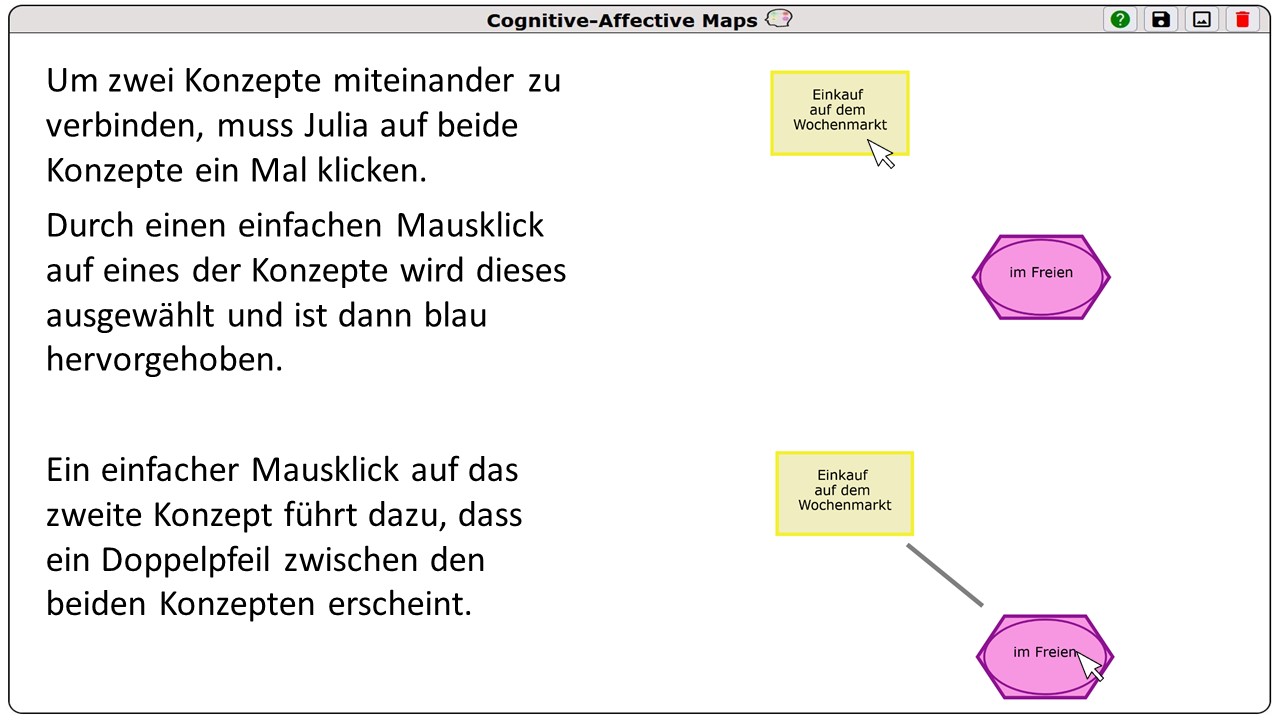 Cognitive-Affective Maps
Um zwei Konzepte miteinander zu
verbinden, muss Julia auf beide
Konzepte ein Mal klicken.
Durch einen einfachen Mausklick
auf eines der Konzepte wird dieses
ausgewählt und ist dann blau
hervorgehoben.
Ein einfacher Mausklick auf das
zweite Konzept führt dazu, dass
ein Doppelpfeil zwischen den
beiden Konzepten erscheint.
Einkauf
auf dem
Wochenmarkt
im Freien
Einkauf
auf dem
Wochenmarkt
im Freien